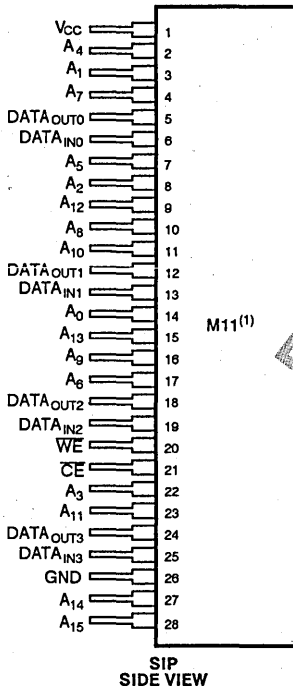 VCC 1
A4 2
A1 3
A7 4
DATAOUT0 5
DATAIN0 6
A5 7
A2 8
A12 9
A8 10
A10 11
DATAOUT1 12
DATAIN1 13
A0 14
A13 15
M11(1)
A9 16
A6 17
DATAOUT2 18
DATAIN2 19
W̅E̅ 20
C̅E̅ 21
A3 22
A11 23
DATAOUT3 24
DATAIN3 25
GND 26
A14 27
A15 28
SIP
SIDE VIEW